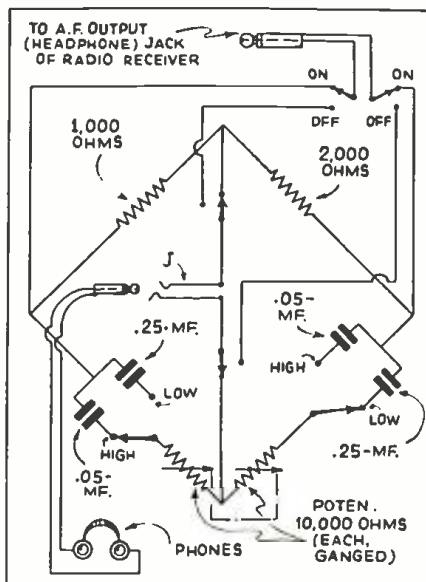 TO A.F. OUTPUT
(HEADPHONE) JACK
OF RADIO RECEIVER
ON
ON
OFF
OFF
1,000
OHMS
2,000
OHMS
J
.05-
MF.
.25-MF.
HIGH
LOW
LOW
HIGH
.05-
MF.
.25-MF.
POTEN.
10,000 OHMS
(EACH,
GANGED)
PHONES